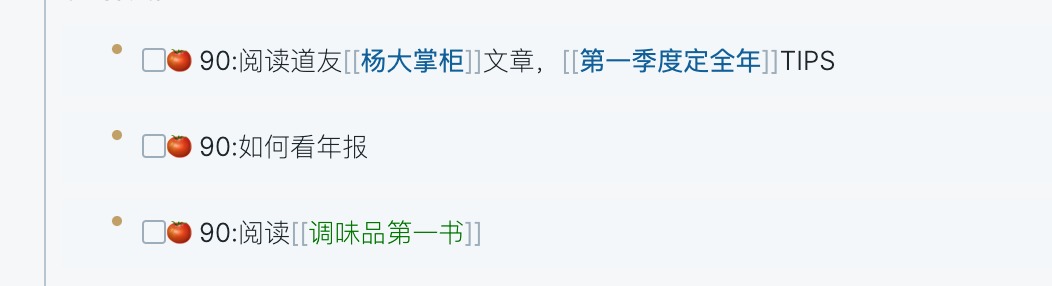 🍅 90:阅读道友[[杨大掌柜]]文章，[[第一季度定全年]]TIPS
🍅 90:如何看年报
🍅 90:阅读[[调味品第一书]]